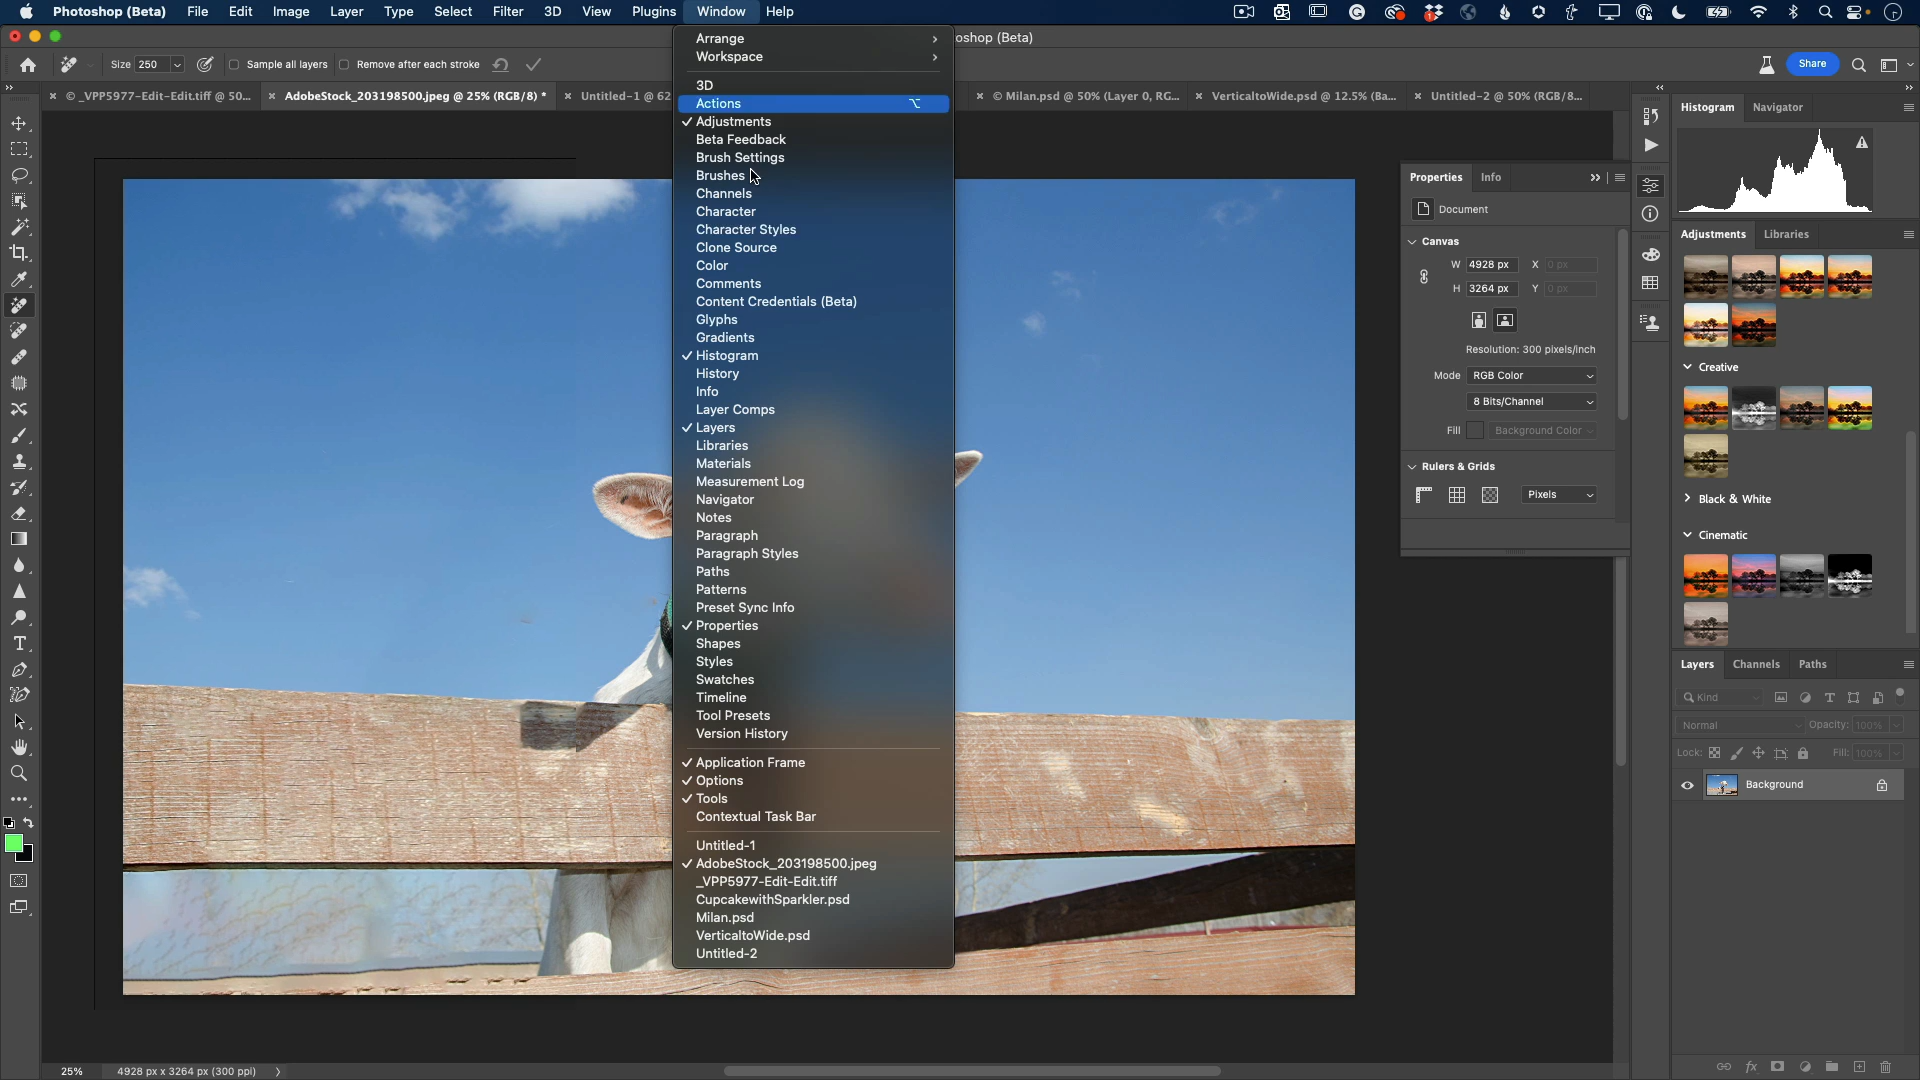 Photoshop (Beta) File Edit Image Layer Type Select Filter 3D View Plugins Window Help
oshop (Beta)
Size 250 Sample all layers Remove after each stroke
Share
© _VPP5977-Edit-Edit.tiff @ 50... AdobeStock_203198500.jpeg @ 25% (RGB/8) * Untitled-1 @ 62 © Milan.psd @ 50% (Layer 0, RG... VerticaltoWide.psd @ 12.5% (Ba... Untitled-2 @ 50% (RGB/8...
Arrange
Workspace
3D
Actions ⌥
Adjustments
Beta Feedback
Brush Settings
Brushes
Channels
Character
Character Styles
Clone Source
Color
Comments
Content Credentials (Beta)
Glyphs
Gradients
Histogram
History
Info
Layer Comps
Layers
Libraries
Materials
Measurement Log
Navigator
Notes
Paragraph
Paragraph Styles
Paths
Patterns
Preset Sync Info
Properties
Shapes
Styles
Swatches
Timeline
Tool Presets
Version History
Application Frame
Options
Tools
Contextual Task Bar
Untitled-1
AdobeStock_203198500.jpeg
_VPP5977-Edit-Edit.tiff
CupcakewithSparkler.psd
Milan.psd
VerticaltoWide.psd
Untitled-2
Properties Info
Document
Canvas
W 4928 px X 0 px
H 3264 px Y 0 px
Resolution: 300 pixels/inch
Mode RGB Color
8 Bits/Channel
Fill Background Color
Rulers & Grids
Pixels
Histogram Navigator
Adjustments Libraries
Creative
Black & White
Cinematic
Layers Channels Paths
Kind
Normal Opacity: 100%
Lock: Fill: 100%
Background
25% 4928 px x 3264 px (300 ppi)